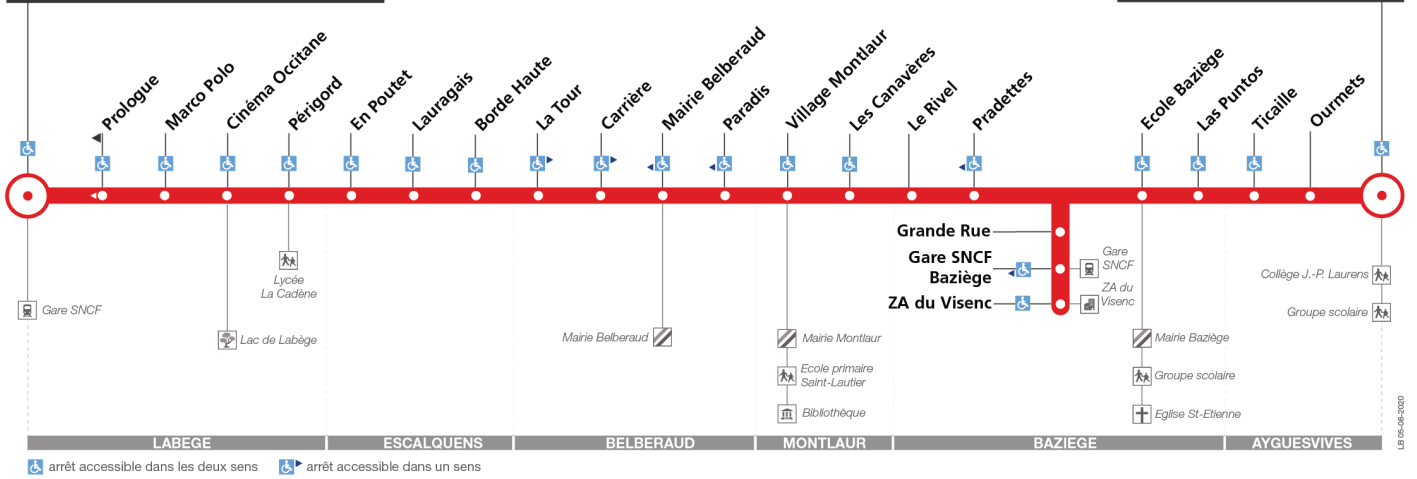 Prologue
Marco Polo
Cinéma Occitane
Périgord
En Poutet
Lauragais
Borde Haute
La Tour
Carrière
Mairie Belberaud
Paradis
Village Montlaur
Les Canavères
Le Rivel
Pradettes
Ecole Baziège
Las Puntos
Ticaille
Ourmets
Grande Rue
Gare SNCF
Baziège
ZA du Visenc
Gare
SNCF
ZA du
Visenc
Gare SNCF
Lycée
La Cadène
Lac de Labège
Mairie Belberaud
Mairie Montlaur
Ecole primaire
Saint-Lautier
Bibliothèque
Mairie Baziège
Groupe scolaire
Eglise St-Etienne
Collège J.-P. Laurens
Groupe scolaire
LB 05-08-2020
LABEGE
ESCALQUENS
BELBERAUD
MONTLAUR
BAZIEGE
AYGUESVIVES
arrêt accessible dans les deux sens
arrêt accessible dans un sens